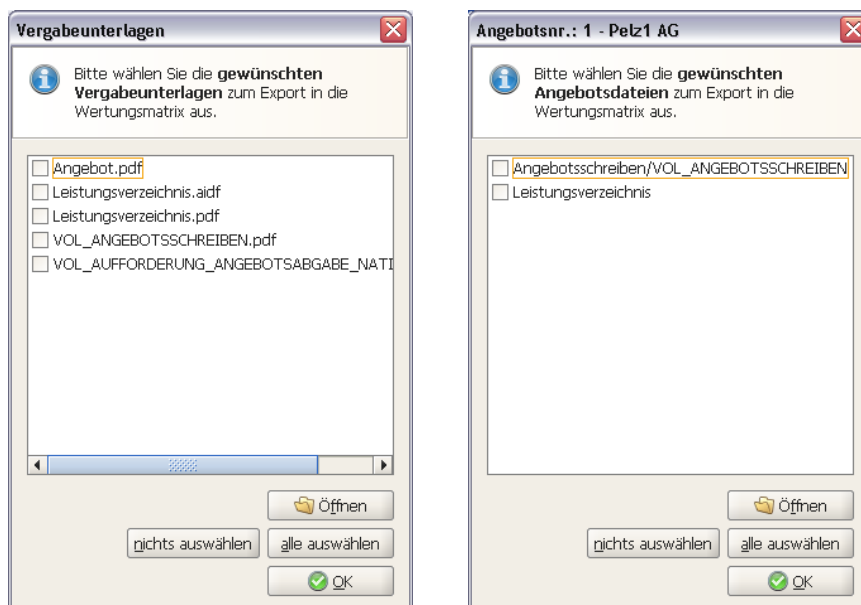 Vergabeunterlagen
Bitte wählen Sie die gewünschten
Vergabeunterlagen zum Export in die
Wertungsmatrix aus.
Angebot.pdf
Leistungsverzeichnis.aidf
Leistungsverzeichnis.pdf
VOL_ANGEBOTSSCHREIBEN.pdf
VOL_AUFFORDERUNG_ANGEBOTSABGABE_NATI
Öffnen
nichts auswählen
alle auswählen
OK
Angebotsnr.: 1 - Pelz1 AG
Bitte wählen Sie die gewünschten
Angebotsdateien zum Export in die
Wertungsmatrix aus.
Angebotsschreiben/VOL_ANGEBOTSSCHREIBEN
Leistungsverzeichnis
Öffnen
nichts auswählen
alle auswählen
OK